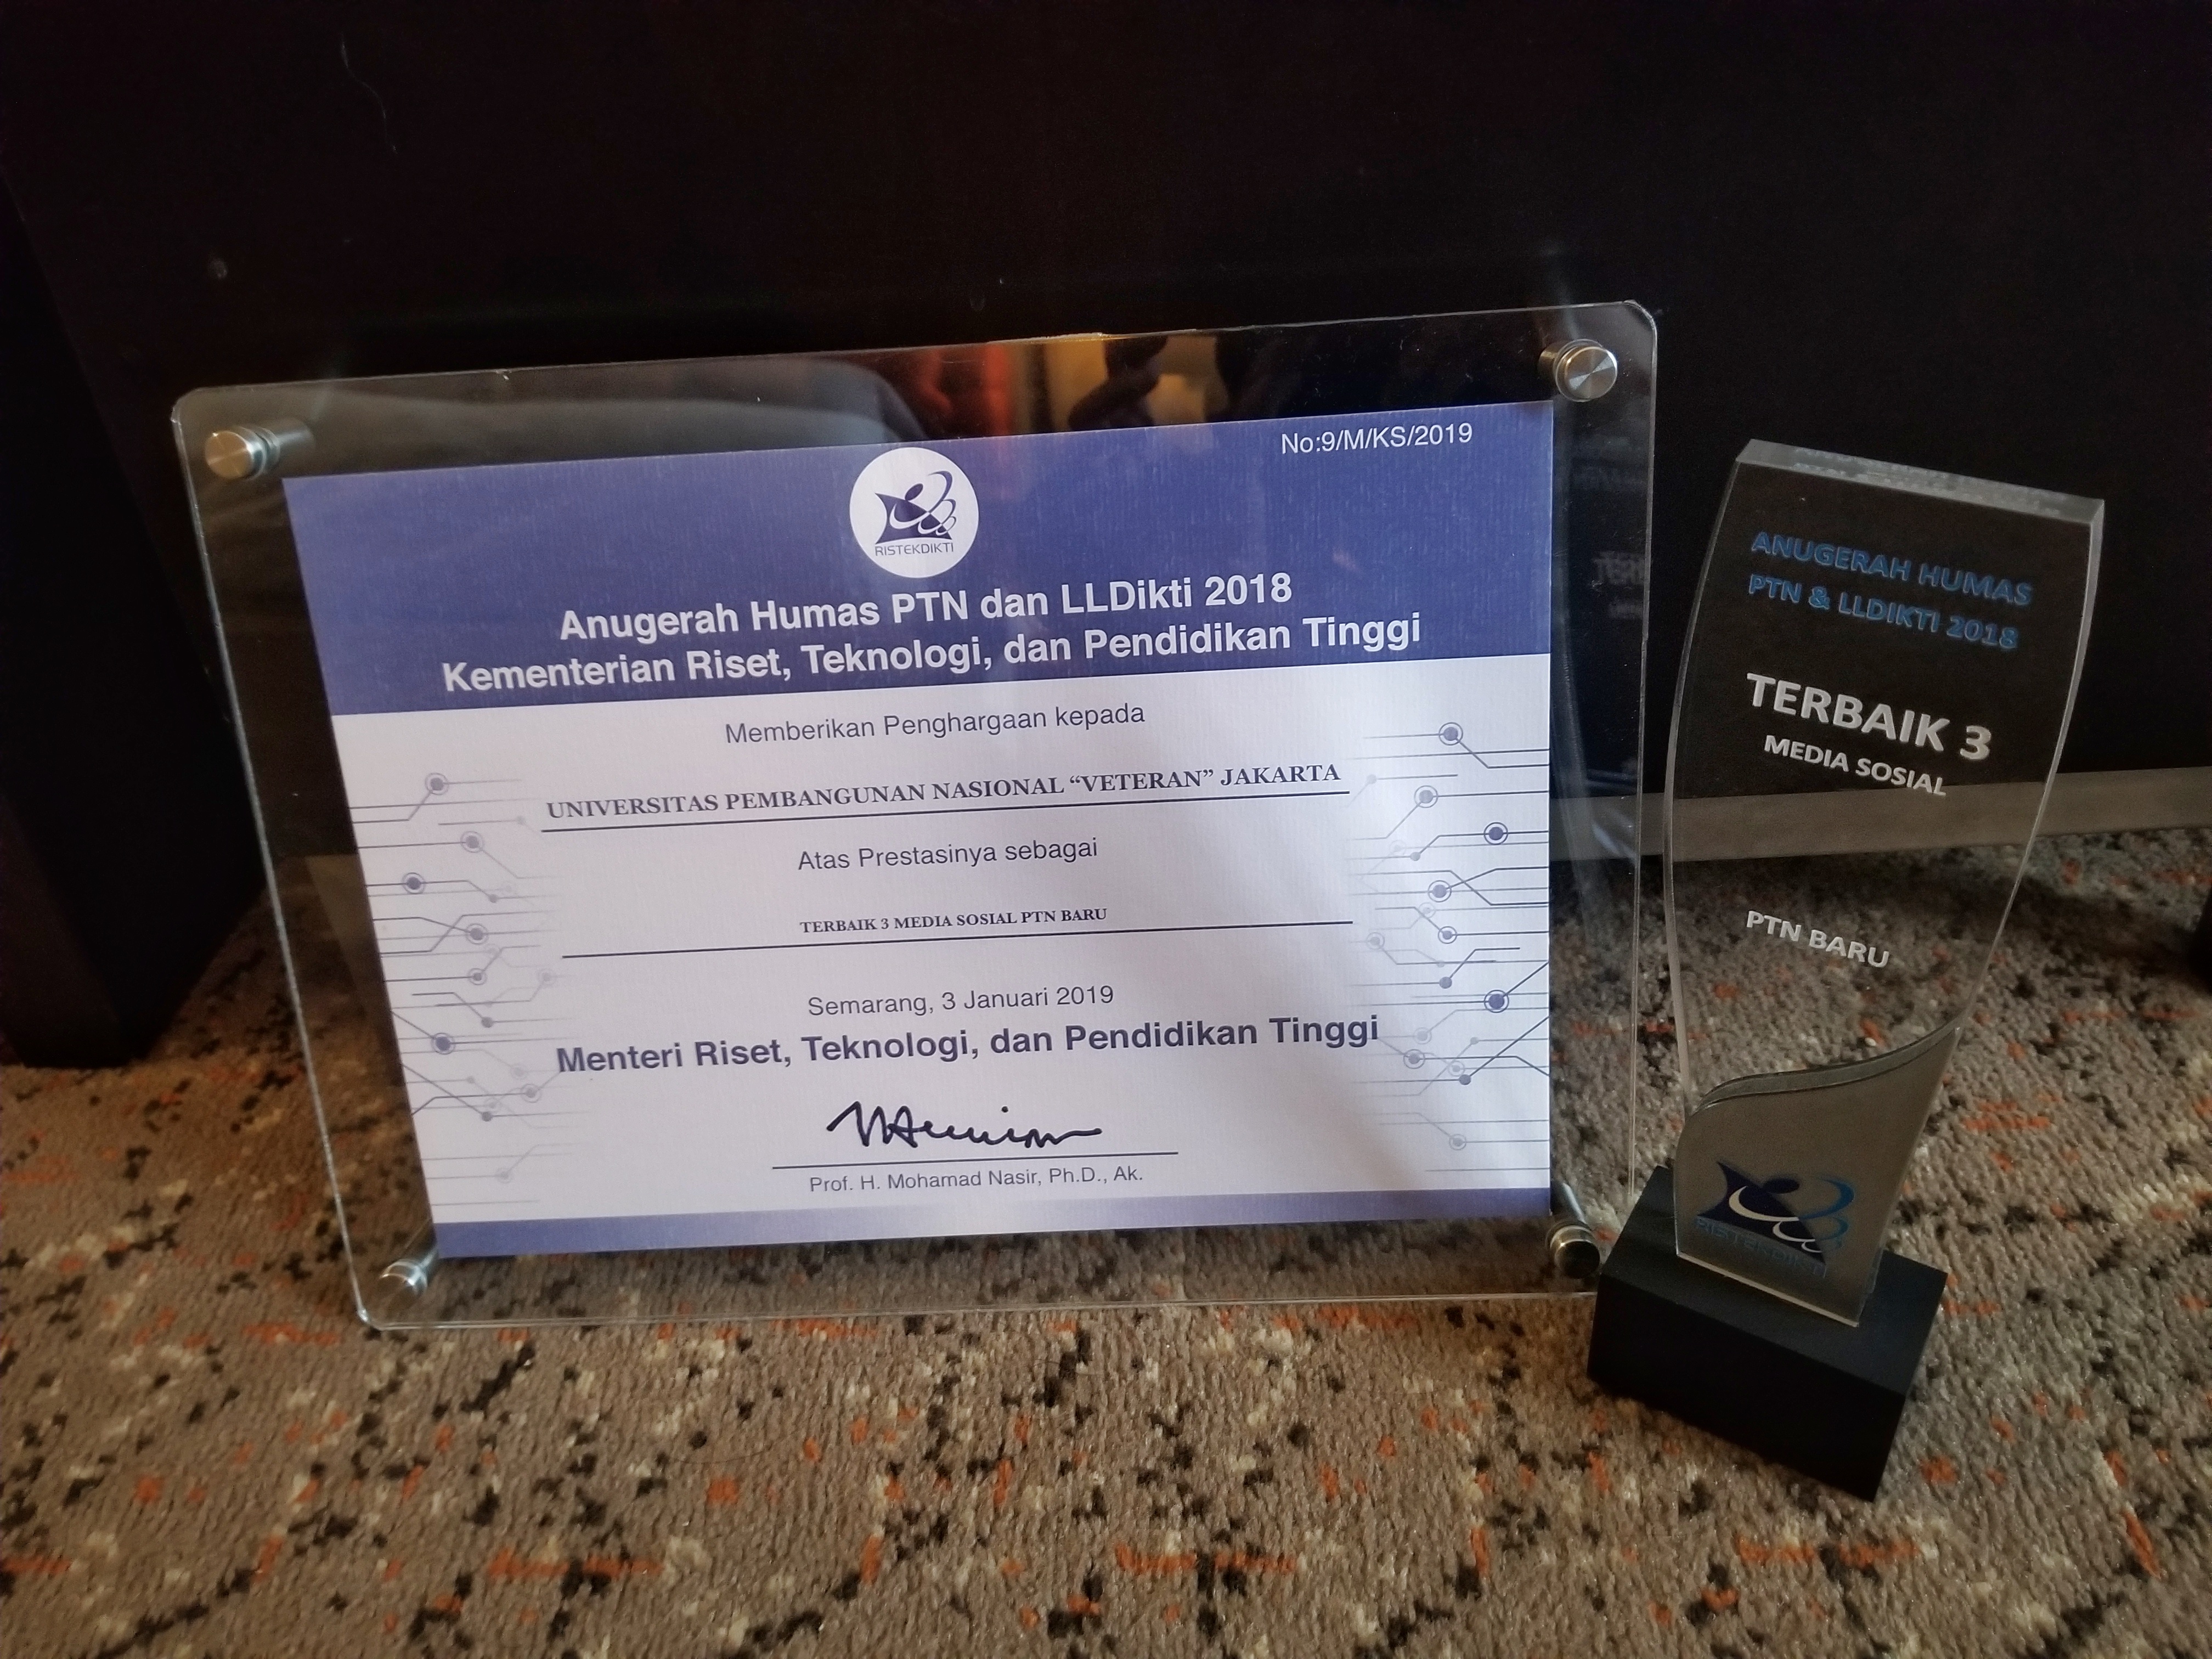 No:9/M/KS/2019
RISTEKDIKTI
Anugerah Humas PTN dan LLDikti 2018
Kementerian Riset, Teknologi, dan Pendidikan Tinggi
Memberikan Penghargaan kepada
UNIVERSITAS PEMBANGUNAN NASIONAL “VETERAN” JAKARTA
Atas Prestasinya sebagai
TERBAIK 3 MEDIA SOSIAL PTN BARU
Semarang, 3 Januari 2019
Menteri Riset, Teknologi, dan Pendidikan Tinggi
Prof. H. Mohamad Nasir, Ph.D., Ak.
ANUGERAH HUMAS
PTN & LLDIKTI 2018
TERBAIK 3
MEDIA SOSIAL
PTN BARU
RISTEKDIKTI